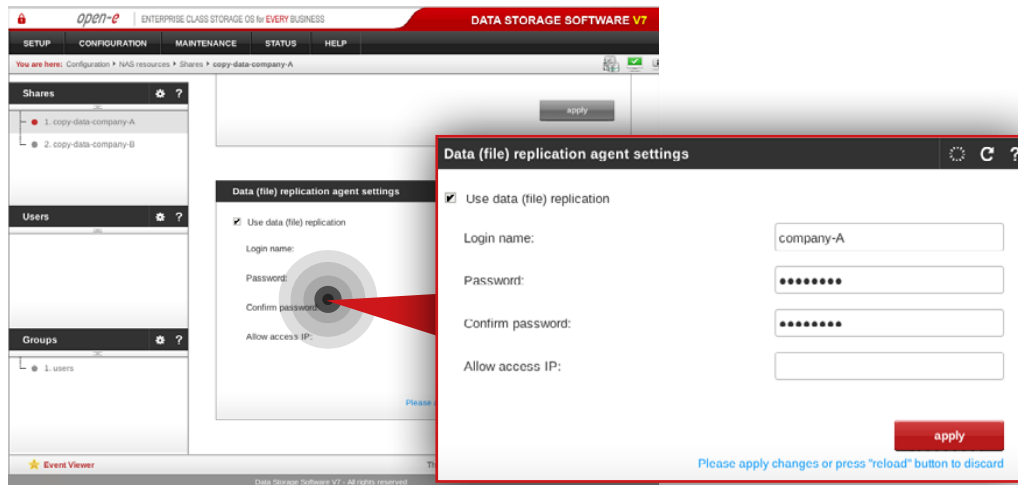 open-e ENTERPRISE CLASS STORAGE OS for EVERY BUSINESS DATA STORAGE SOFTWARE V7
SETUP CONFIGURATION MAINTENANCE STATUS HELP
You are here: Configuration Shares NAS resources Shares copy-data-company-A
Shares ?
1. copy-data-company-A
2. copy-data-company-B
Users ?
Groups ?
1. users
apply
Data (file) replication agent settings
Use data (file) replication
Login name:
Password:
Confirm password:
Allow access IP:
Please
Data (file) replication agent settings ?
Use data (file) replication
Login name: company-A
Password: ●●●●●●●●
Confirm password: ●●●●●●●●
Allow access IP:
apply
Please apply changes or press "reload" button to discard
Event Viewer
Data Storage Software V7 - All rights reserved